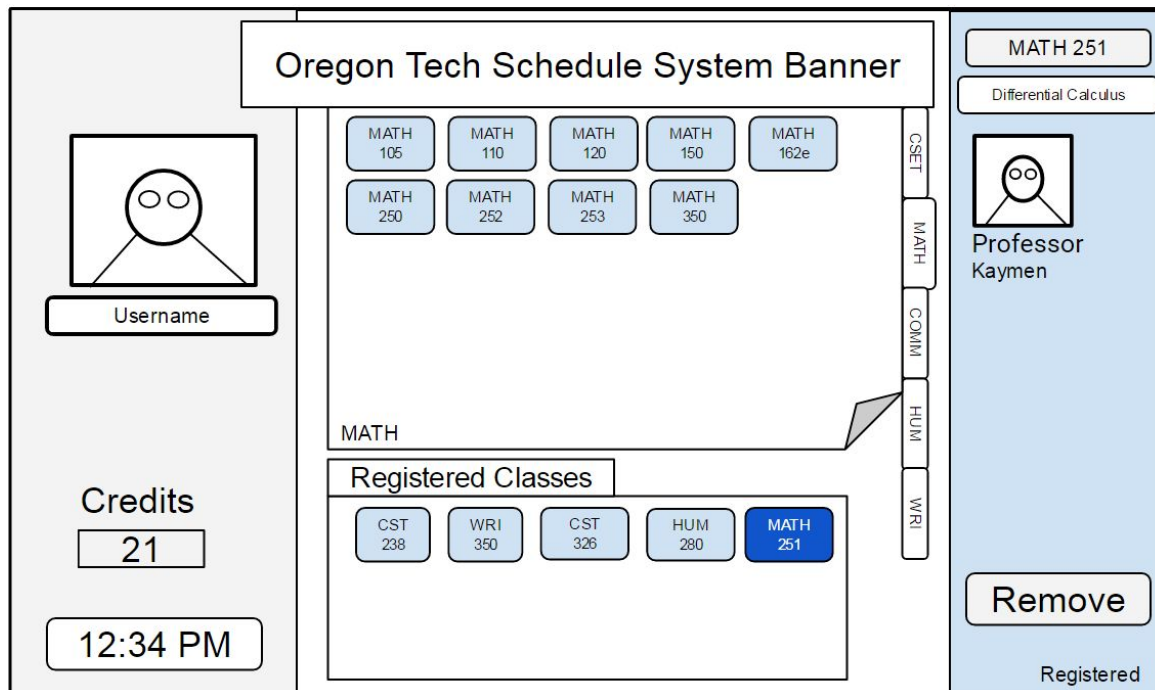 Oregon Tech Schedule System Banner
Username
Credits
21
12:34 PM
MATH
105
MATH
110
MATH
120
MATH
150
MATH
162e
MATH
250
MATH
252
MATH
253
MATH
350
MATH
CSET
MATH
COMM
HUM
WRI
Registered Classes
CST
238
WRI
350
CST
326
HUM
280
MATH
251
MATH 251
Differential Calculus
Professor
Kaymen
Remove
Registered